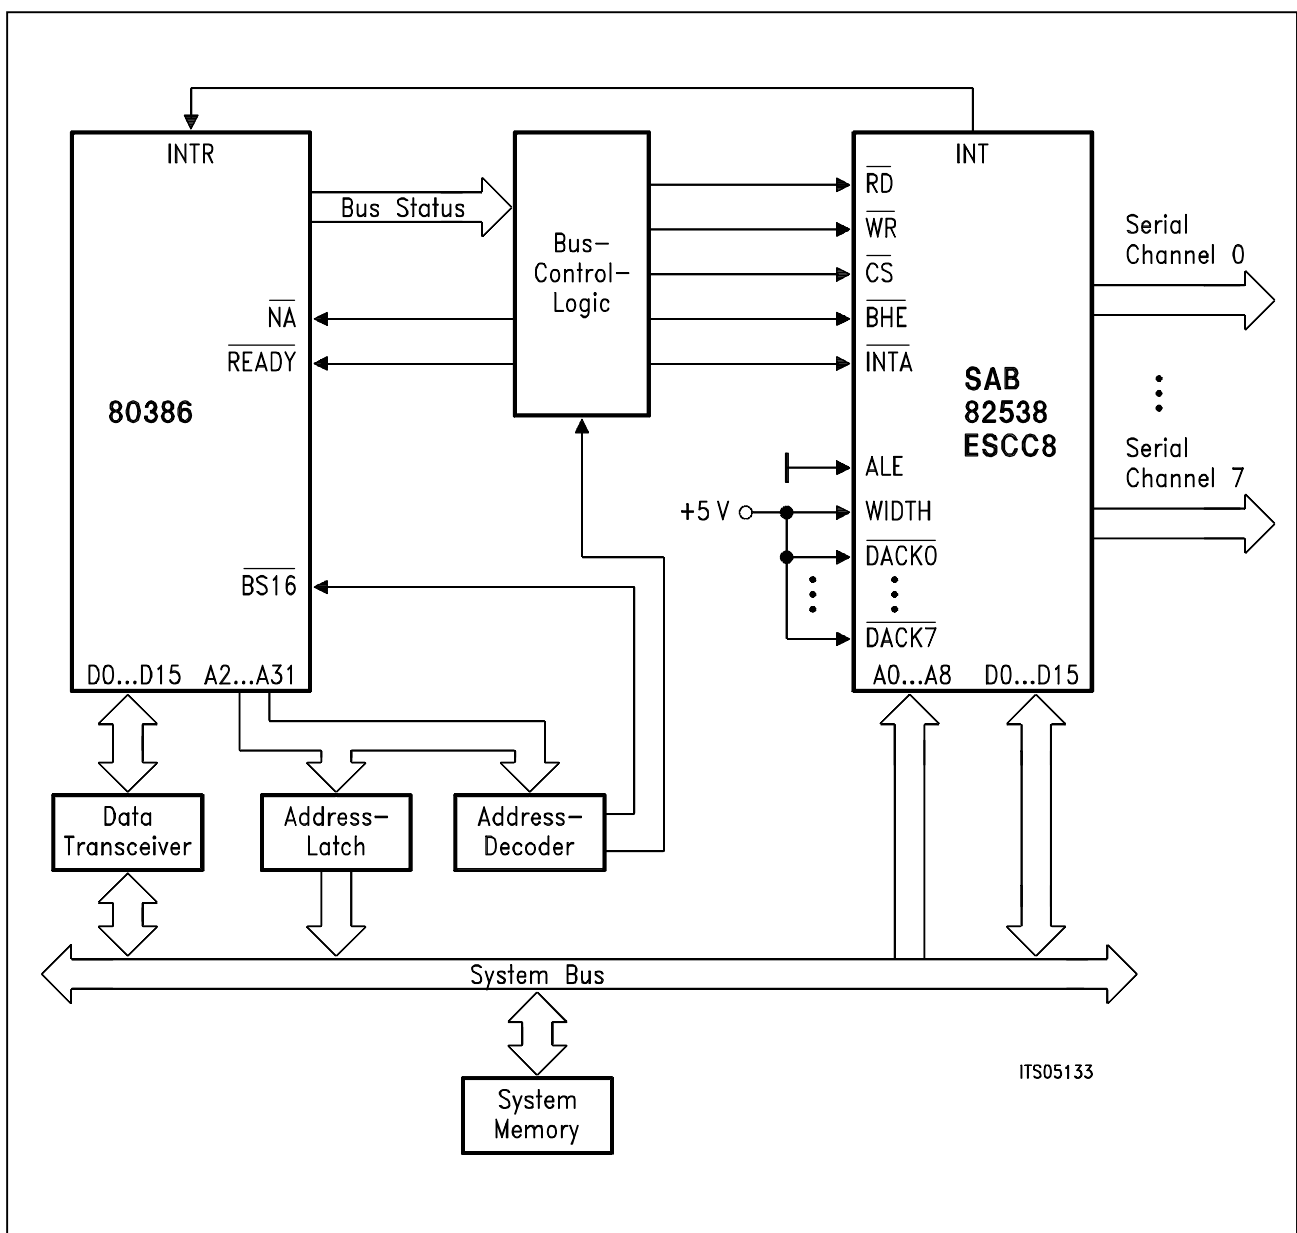 INTR
INT
Bus Status
Bus-
Control-
Logic
RD
WR
CS
BHE
INTA
NA
READY
80386
SAB
82538
ESCC8
Serial
Channel 0
Serial
Channel 7
ALE
+5 V
WIDTH
DACK0
DACK7
BS16
D0...D15
A2...A31
A0...A8
D0...D15
Data
Transceiver
Address-
Latch
Address-
Decoder
System Bus
System
Memory
ITS05133